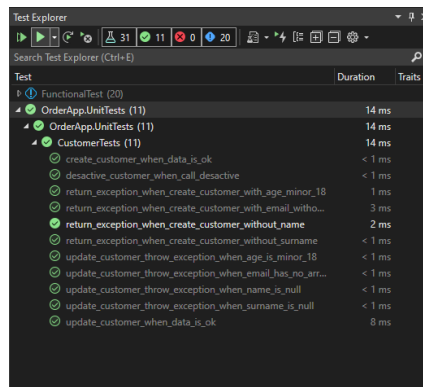 Test Explorer
31 11 0 20
Search Test Explorer (Ctrl+E)
Test Duration Traits
FunctionalTest (20)
OrderApp.UnitTests (11) 14 ms
OrderApp.UnitTests (11) 14 ms
CustomerTests (11) 14 ms
create_customer_when_data_is_ok < 1 ms
desactive_customer_when_call_desactive < 1 ms
return_exception_when_create_customer_with_age_minor_18 1 ms
return_exception_when_create_customer_with_email_witho... 3 ms
return_exception_when_create_customer_without_name 2 ms
return_exception_when_create_customer_without_surname < 1 ms
update_customer_throw_exception_when_age_is_minor_18 < 1 ms
update_customer_throw_exception_when_email_has_no_arr... < 1 ms
update_customer_throw_exception_when_name_is_null < 1 ms
update_customer_throw_exception_when_surname_is_null < 1 ms
update_customer_when_data_is_ok 8 ms